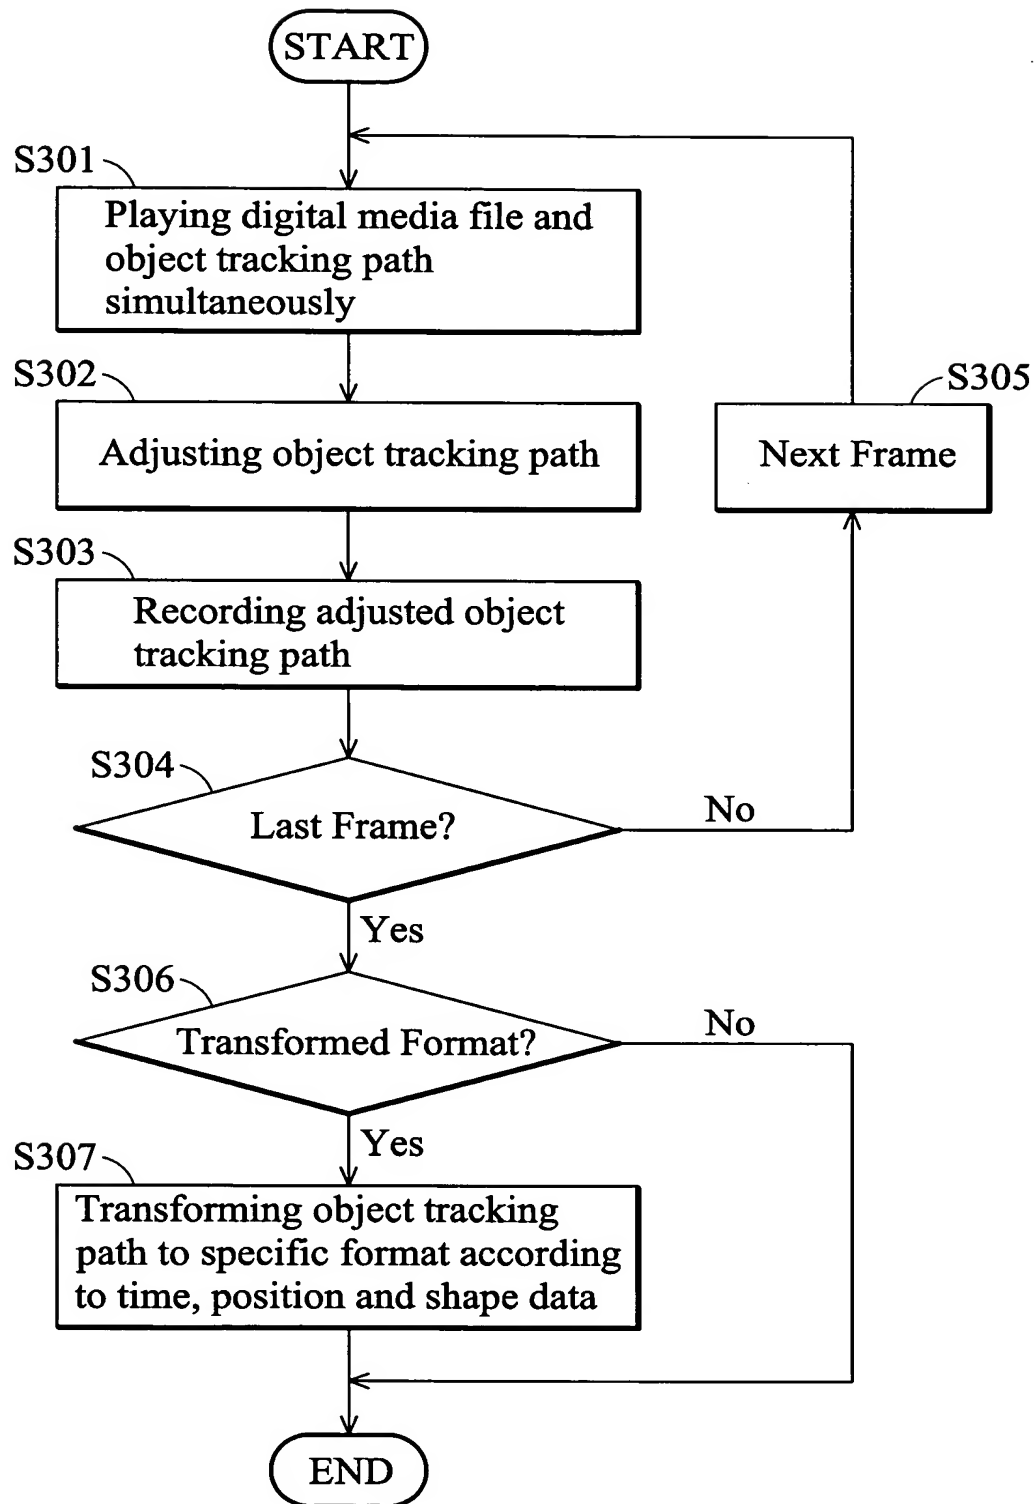 START
S301
Playing digital media file and
object tracking path
simultaneously
S302
Adjusting object tracking path
S305
Next Frame
S303
Recording adjusted object
tracking path
S304
Last Frame?
No
Yes
S306
Transformed Format?
No
Yes
S307
Transforming object tracking
path to specific format according
to time, position and shape data
END